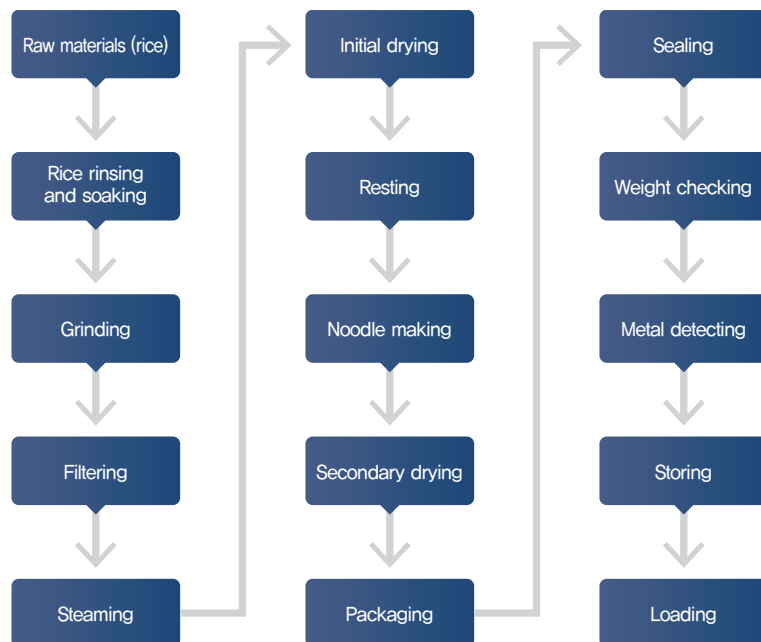 Raw materials (rice)
Rice rinsing
and soaking
Grinding
Filtering
Steaming
Initial drying
Resting
Noodle making
Secondary drying
Packaging
Sealing
Weight checking
Metal detecting
Storing
Loading